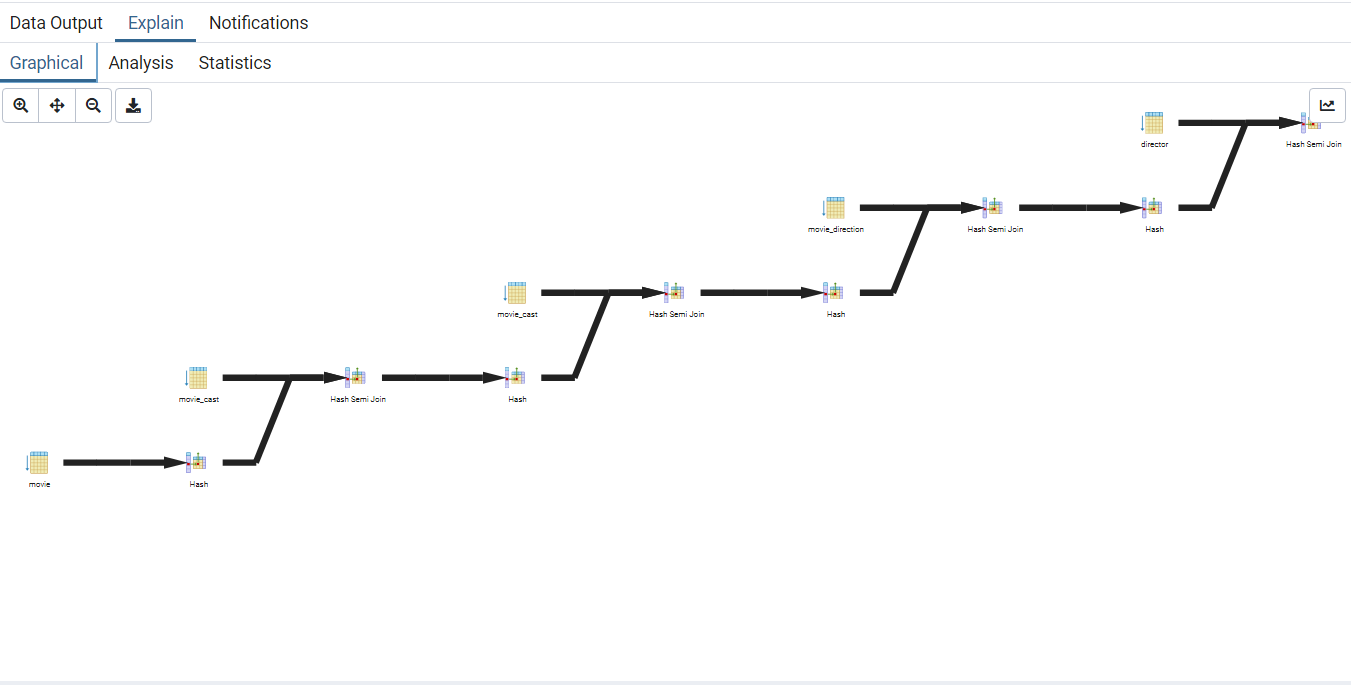 Data Output Explain Notifications
Graphical Analysis Statistics
director Hash Semi Join
movie_direction Hash Semi Join Hash
movie_cast Hash Semi Join Hash
movie_cast Hash Semi Join Hash
movie Hash